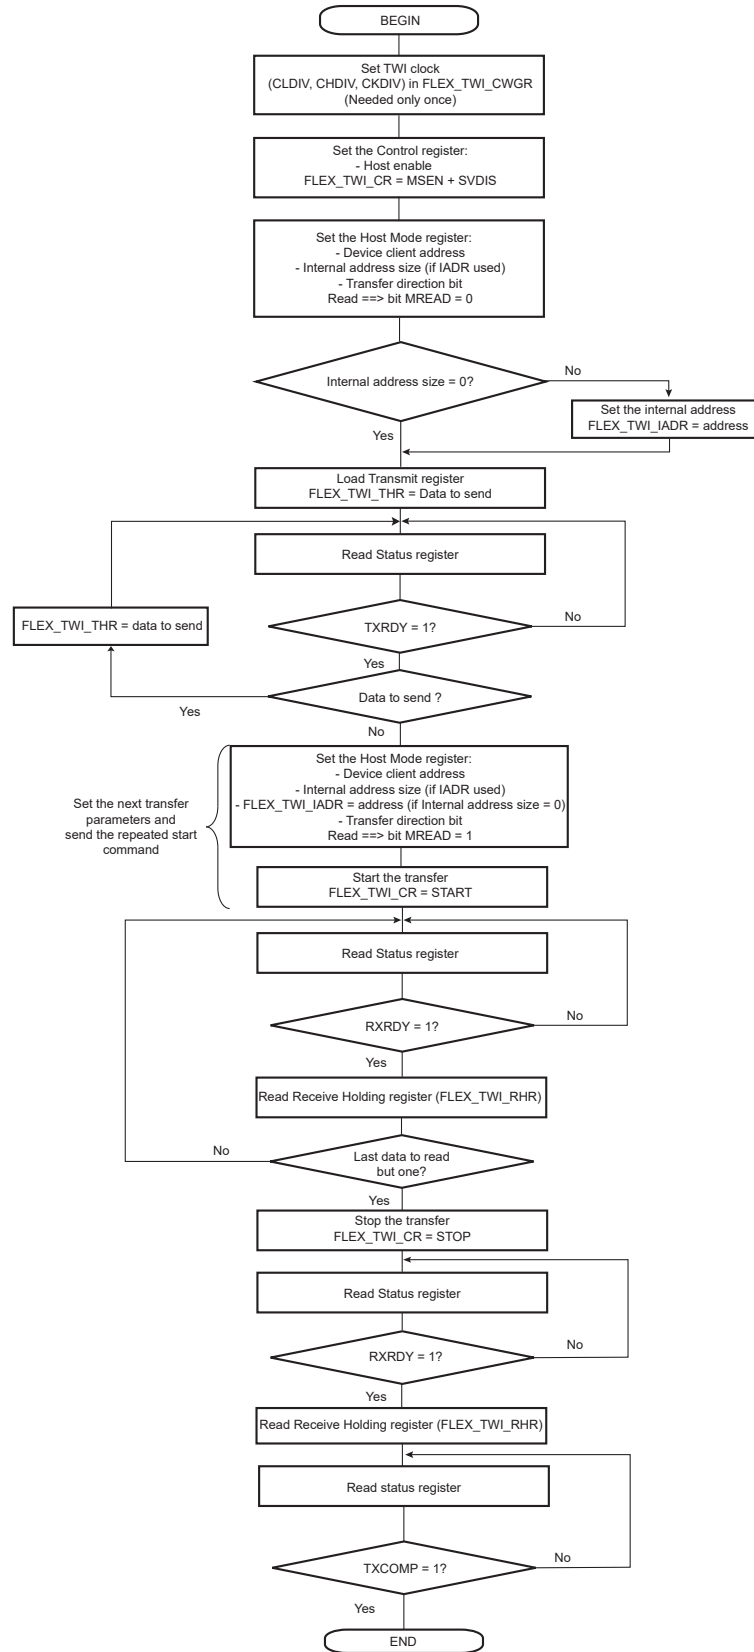 BEGIN
Set TWI clock
(CLDIV, CHDIV, CKDIV) in FLEX_TWI_CWGR
(Needed only once)
Set the Control register:
- Host enable
FLEX_TWI_CR = MSEN + SVDIS
Set the Host Mode register:
- Device client address
- Internal address size (if IADR used)
- Transfer direction bit
Read ==> bit MREAD = 0
Internal address size = 0?
No
Set the internal address
FLEX_TWI_IADR = address
Yes
Load Transmit register
FLEX_TWI_THR = Data to send
Read Status register
FLEX_TWI_THR = data to send
TXRDY = 1?
No
Yes
Data to send ?
Yes
No
Set the next transfer
parameters and
send the repeated start
command
Set the Host Mode register:
- Device client address
- Internal address size (if IADR used)
- FLEX_TWI_IADR = address (if Internal address size = 0)
- Transfer direction bit
Read ==> bit MREAD = 1
Start the transfer
FLEX_TWI_CR = START
Read Status register
RXRDY = 1?
No
Yes
Read Receive Holding register (FLEX_TWI_RHR)
No
Last data to read
but one?
Yes
Stop the transfer
FLEX_TWI_CR = STOP
Read Status register
RXRDY = 1?
No
Yes
Read Receive Holding register (FLEX_TWI_RHR)
Read status register
TXCOMP = 1?
No
Yes
END